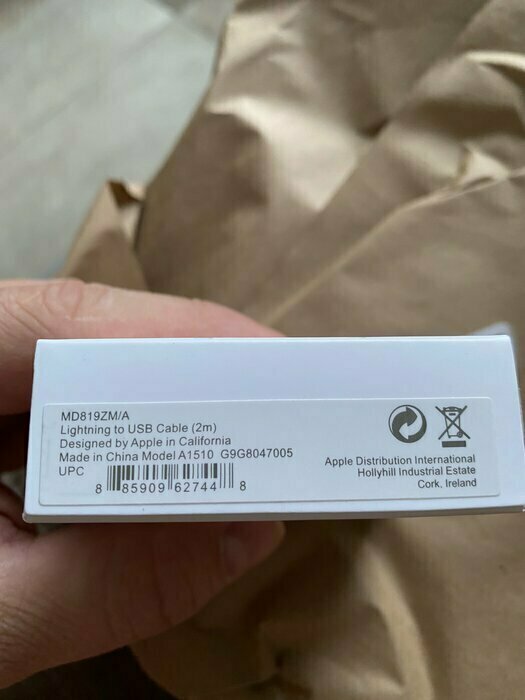 MD819ZM/A
Lightning to USB Cable (2m)
Designed by Apple in California
Made in China Model A1510 G9G8047005
UPC
8 85909 62744 8
Apple Distribution International
Hollyhill Industrial Estate
Cork, Ireland